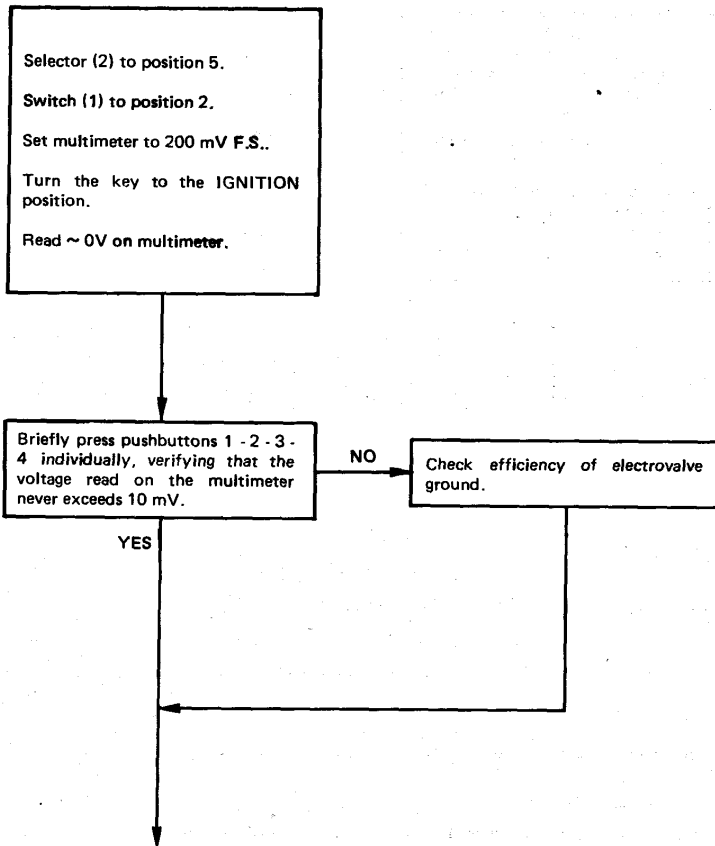 Selector (2) to position 5.
Switch (1) to position 2.
Set multimeter to 200 mV F.S..
Turn the key to the IGNITION
position.
Read ~ 0V on multimeter.
Briefly press pushbuttons 1 - 2 - 3 -
4 individually, verifying that the
voltage read on the multimeter
never exceeds 10 mV.
NO
Check efficiency of electrovalve
ground.
YES